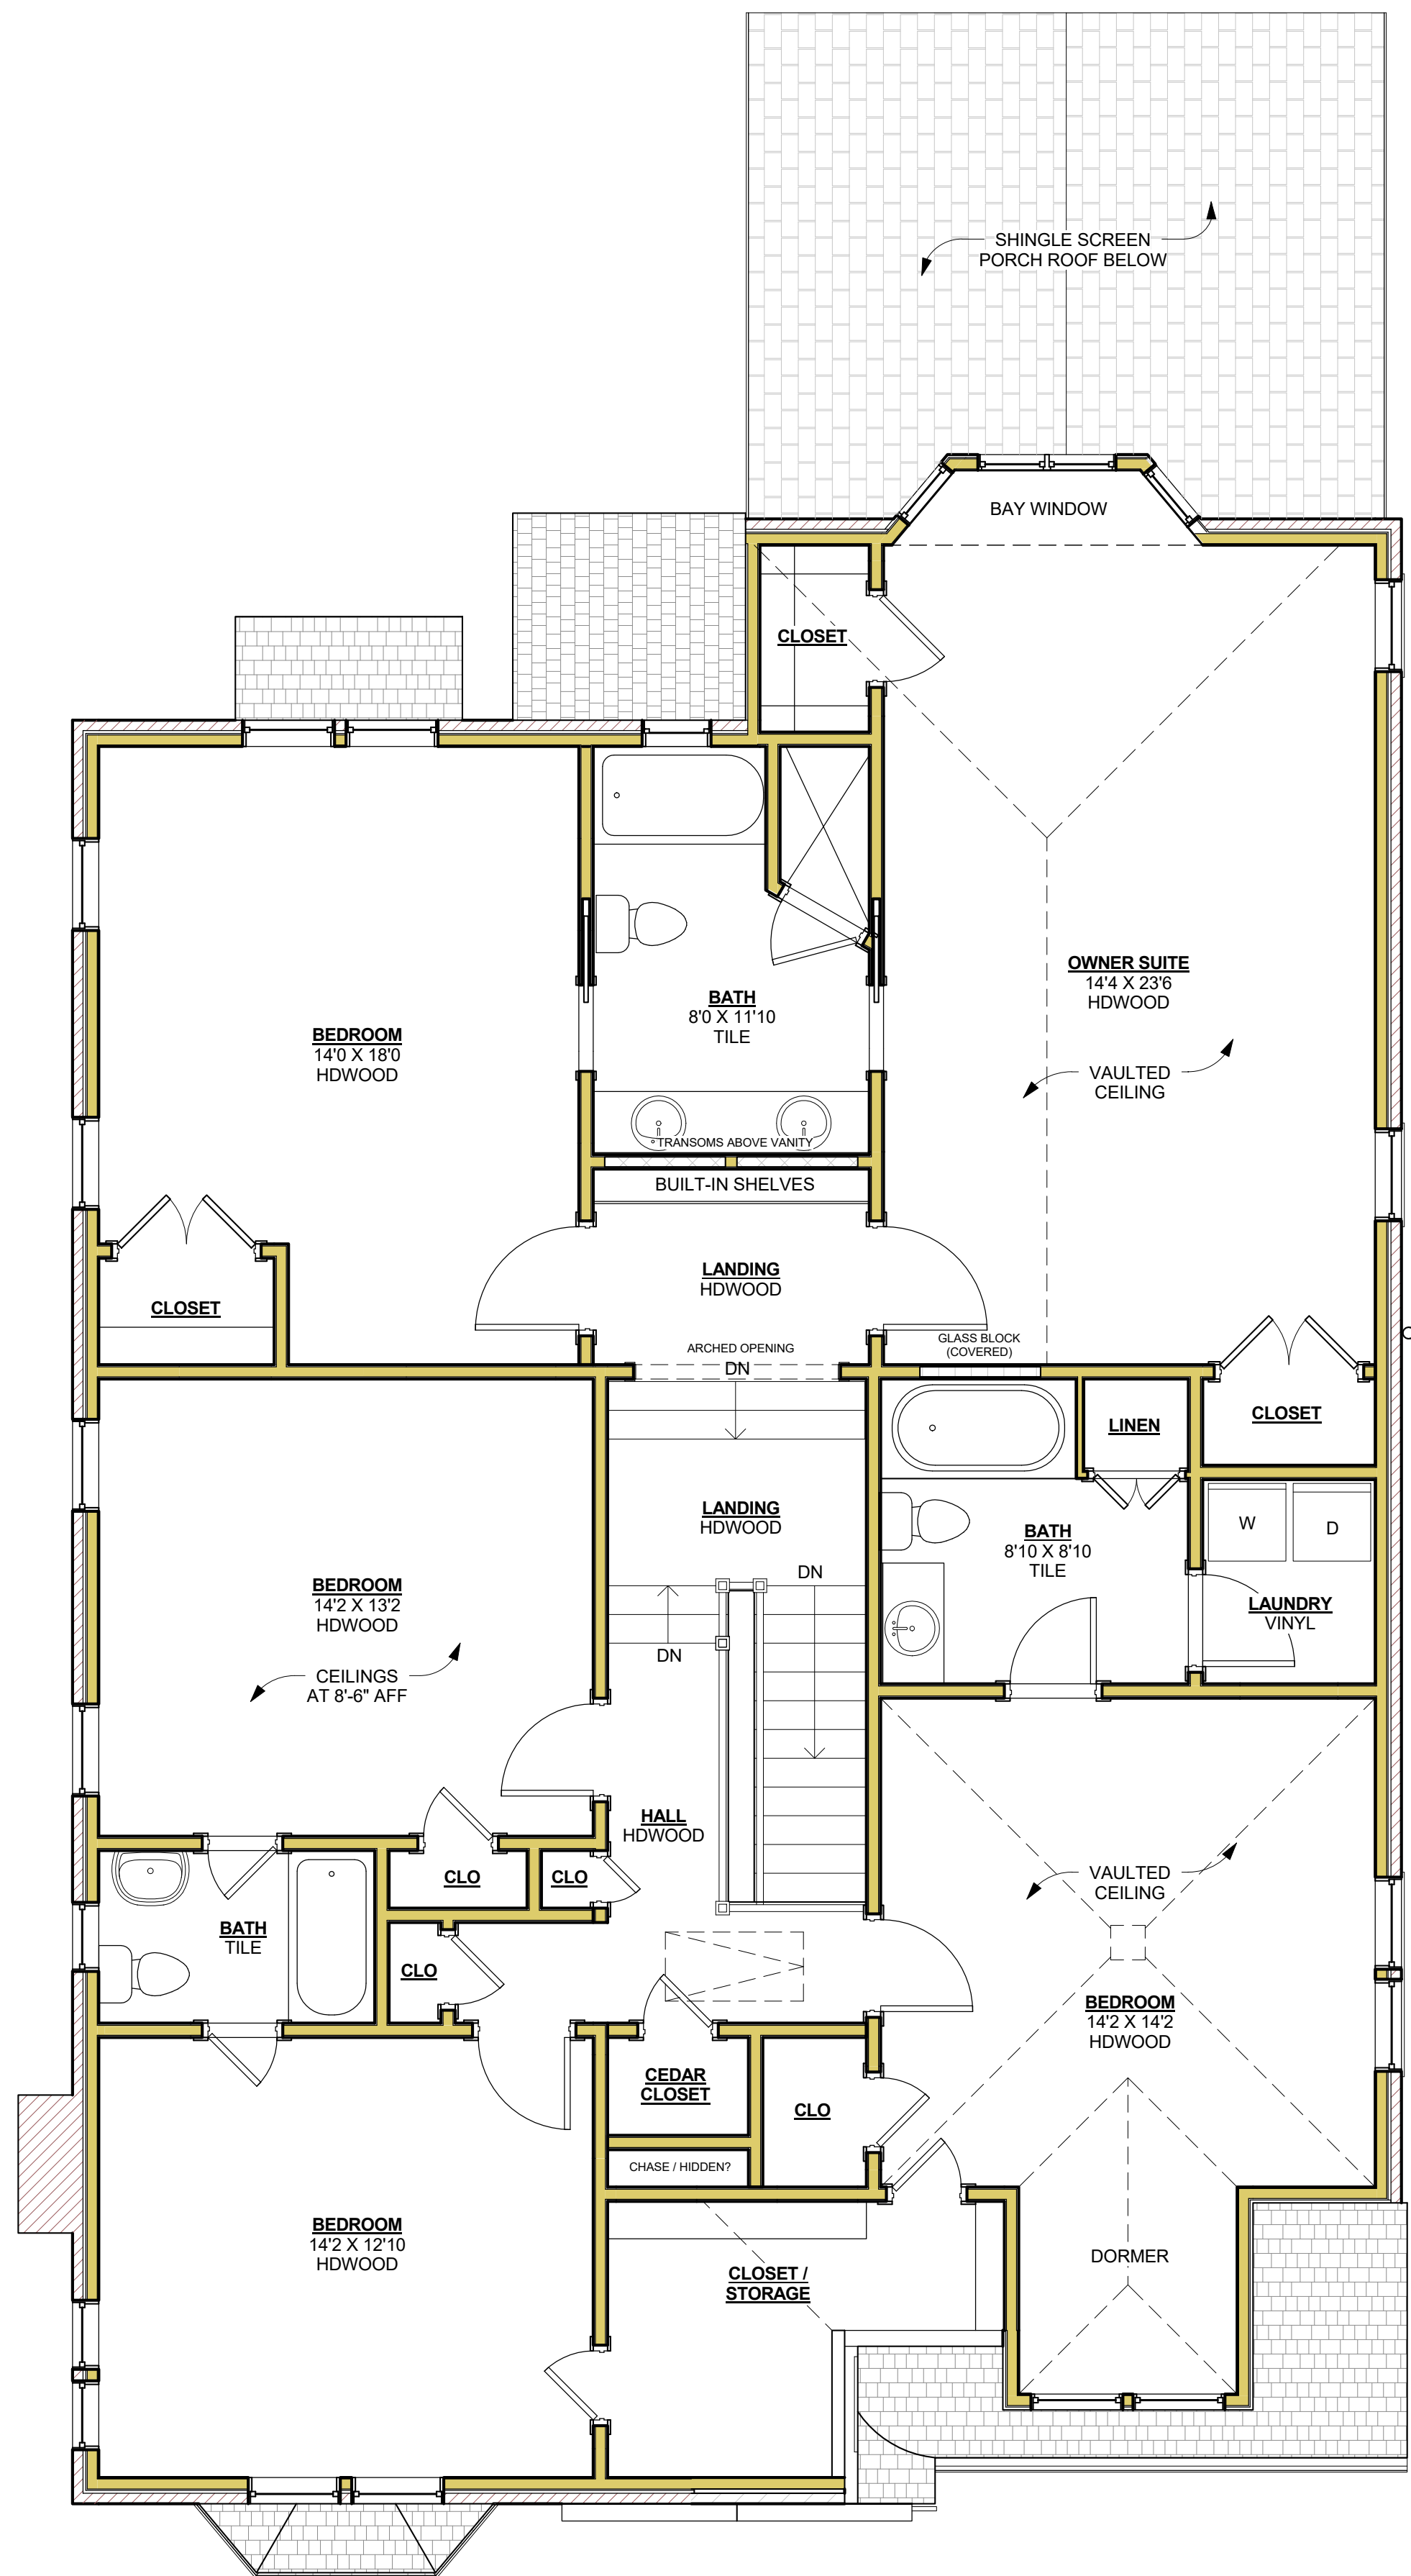 SHINGLE SCREEN
PORCH ROOF BELOW
BAY WINDOW
CLOSET
OWNER SUITE
14'4 X 23'6
HDWOOD
BATH
8'0 X 11'10
TILE
BEDROOM
14'0 X 18'0
HDWOOD
VAULTED
CEILING
TRANSOMS ABOVE VANITY
BUILT-IN SHELVES
LANDING
HDWOOD
CLOSET
ARCHED OPENING
DN
GLASS BLOCK
(COVERED)
CLOSET
LINEN
LANDING
HDWOOD
W
D
BATH
8'10 X 8'10
TILE
DN
BEDROOM
14'2 X 13'2
HDWOOD
LAUNDRY
VINYL
DN
CEILINGS
AT 8'-6" AFF
HALL
HDWOOD
CLO
CLO
VAULTED
CEILING
BATH
TILE
CLO
BEDROOM
14'2 X 14'2
HDWOOD
CEDAR
CLOSET
CLO
CHASE / HIDDEN?
BEDROOM
14'2 X 12'10
HDWOOD
DORMER
CLOSET /
STORAGE